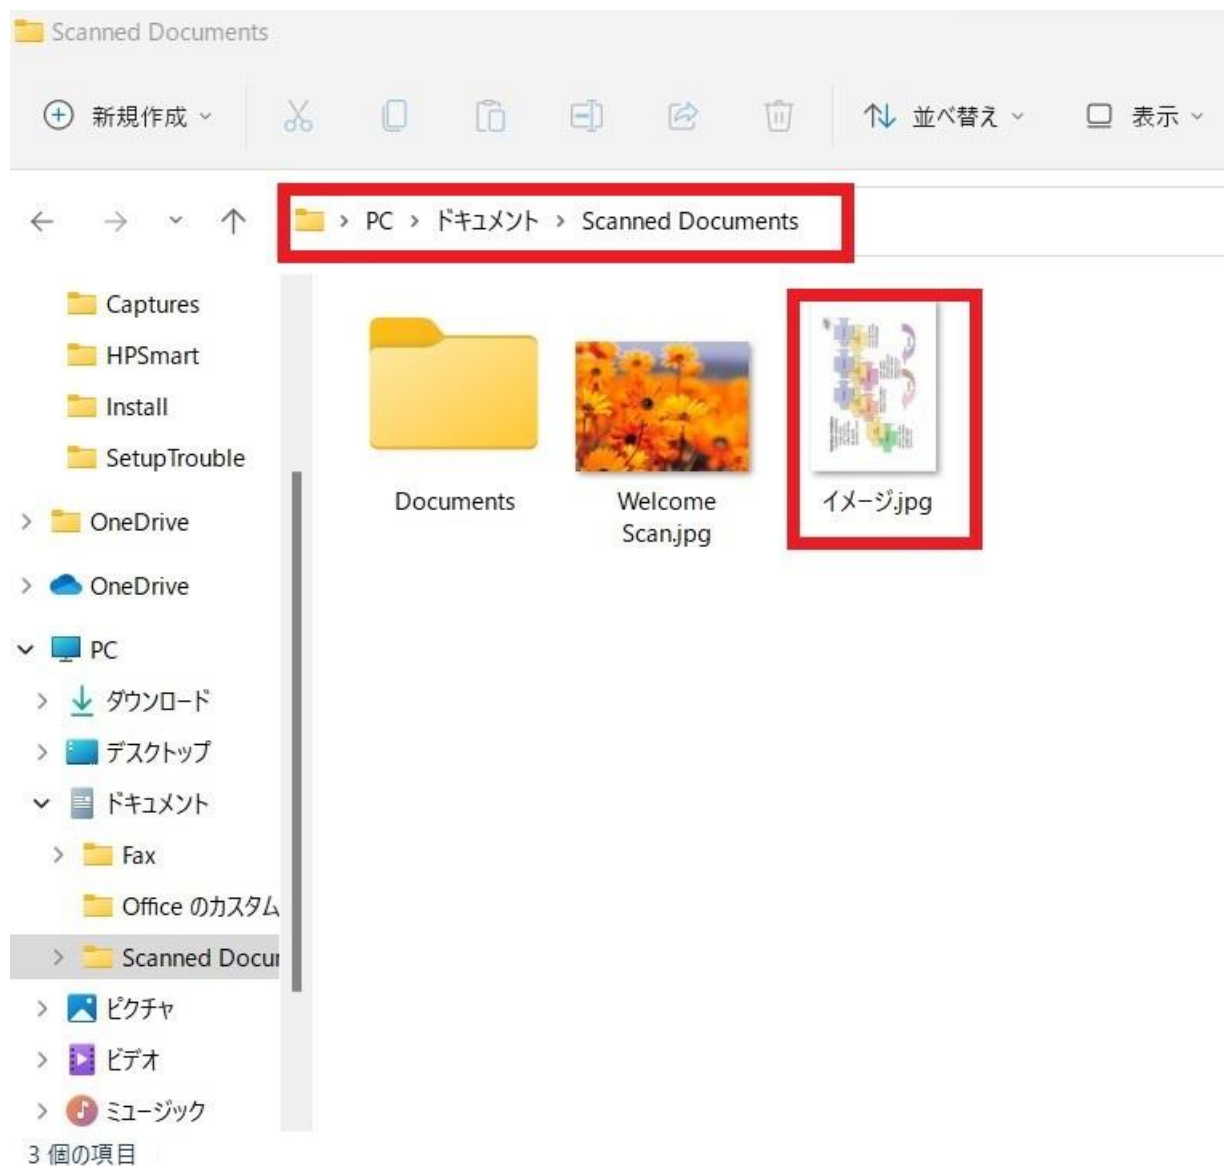 Scanned Documents
新規作成
並べ替え
表示
PC › ドキュメント › Scanned Documents
Captures
HPSmart
Install
SetupTrouble
OneDrive
OneDrive
PC
ダウンロード
デスクトップ
ドキュメント
Fax
Office のカスタム
Scanned Docur
ピクチャ
ビデオ
ミュージック
Documents
Welcome
Scan.jpg
イメージ.jpg
3 個の項目